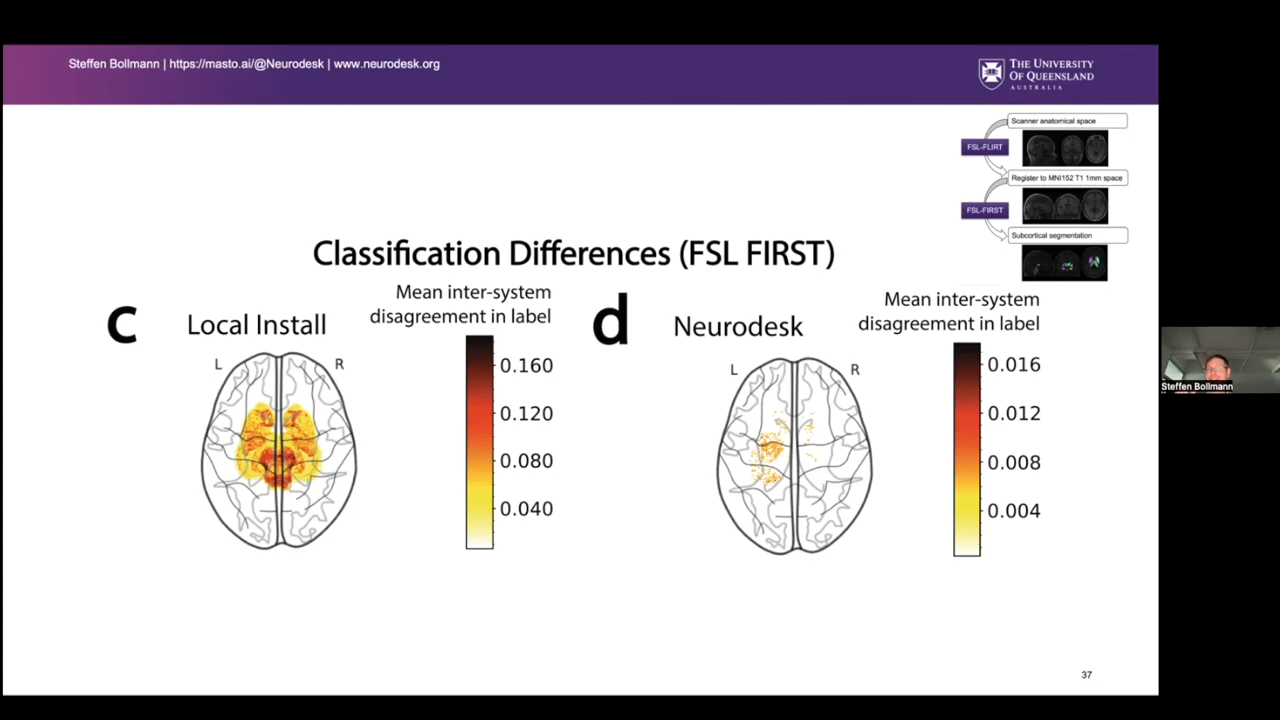 Steffen Bollmann | https://masto.ai/@Neurodesk | www.neurodesk.org
THE UNIVERSITY
OF QUEENSLAND
AUSTRALIA
Scanner anatomical space
FSL-FLIRT
Register to MNI152 T1 1mm space
FSL-FIRST
Subcortical segmentation
Classification Differences (FSL FIRST)
c
Local Install
Mean inter-system
disagreement in label
L
R
0.160
0.120
0.080
0.040
d
Neurodesk
Mean inter-system
disagreement in label
L
R
0.016
0.012
0.008
0.004
Steffen Bollmann
37